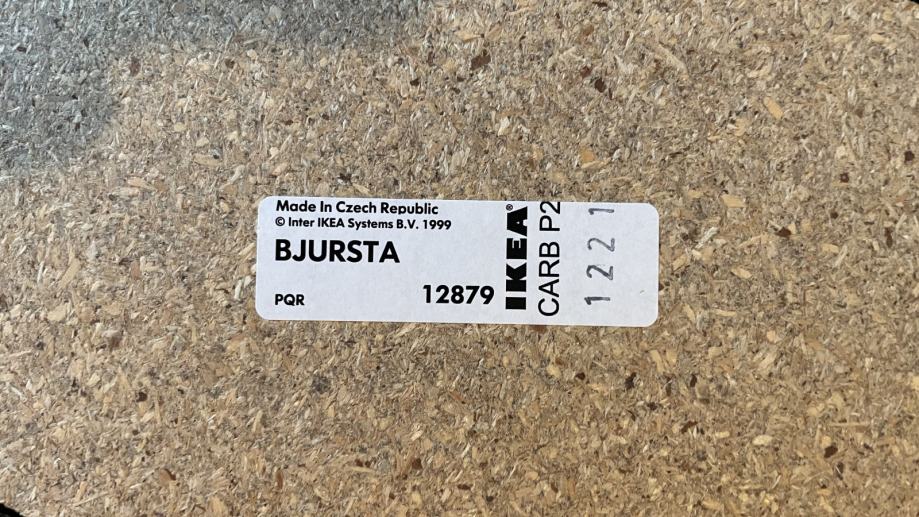 Made In Czech Republic
© Inter IKEA Systems B.V. 1999
BJURSTA
PQR
12879
IKEA®
CARB P2
1221